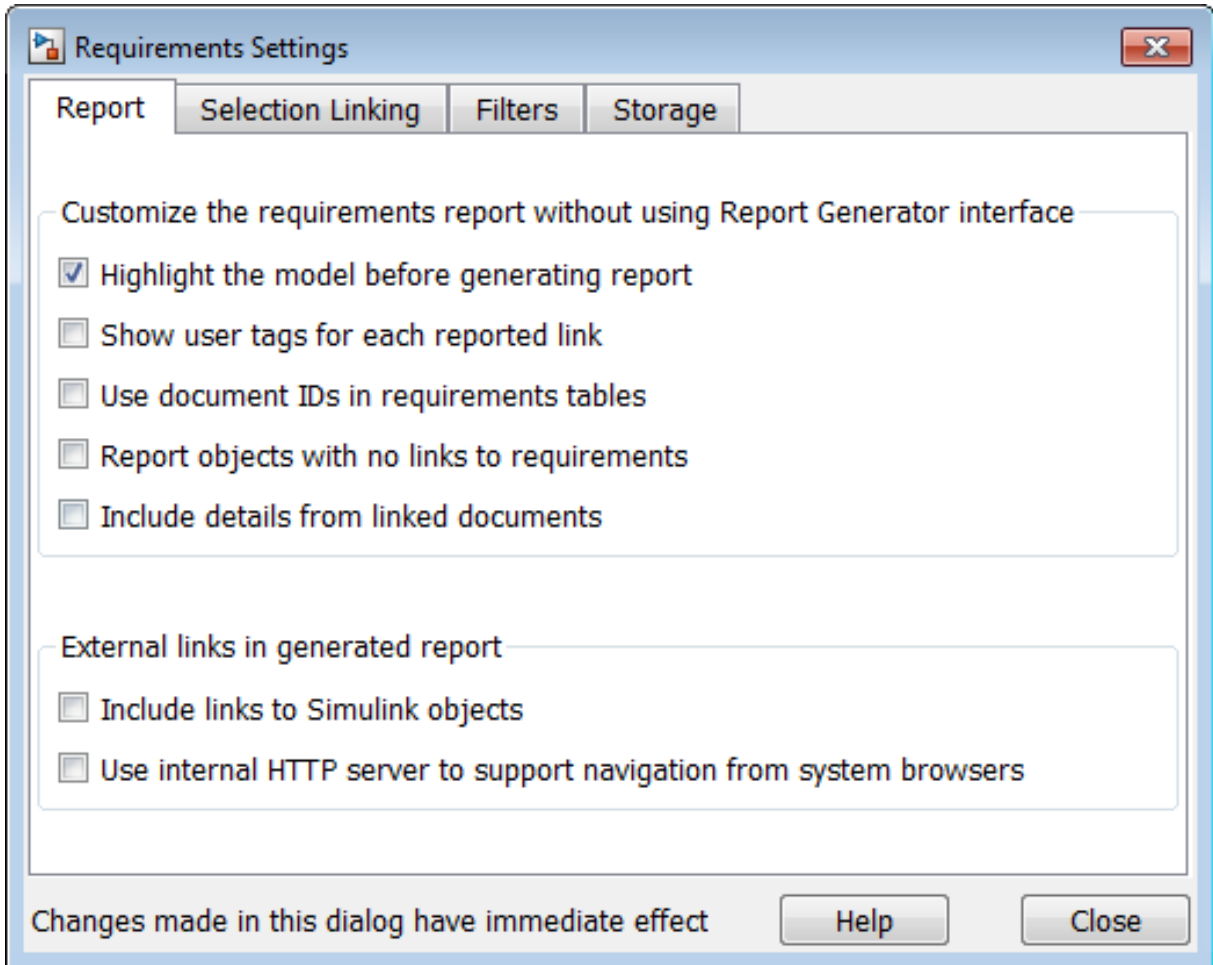 Requirements Settings
Report Selection Linking Filters Storage
Customize the requirements report without using Report Generator interface
Highlight the model before generating report
Show user tags for each reported link
Use document IDs in requirements tables
Report objects with no links to requirements
Include details from linked documents
External links in generated report
Include links to Simulink objects
Use internal HTTP server to support navigation from system browsers
Changes made in this dialog have immediate effect Help Close